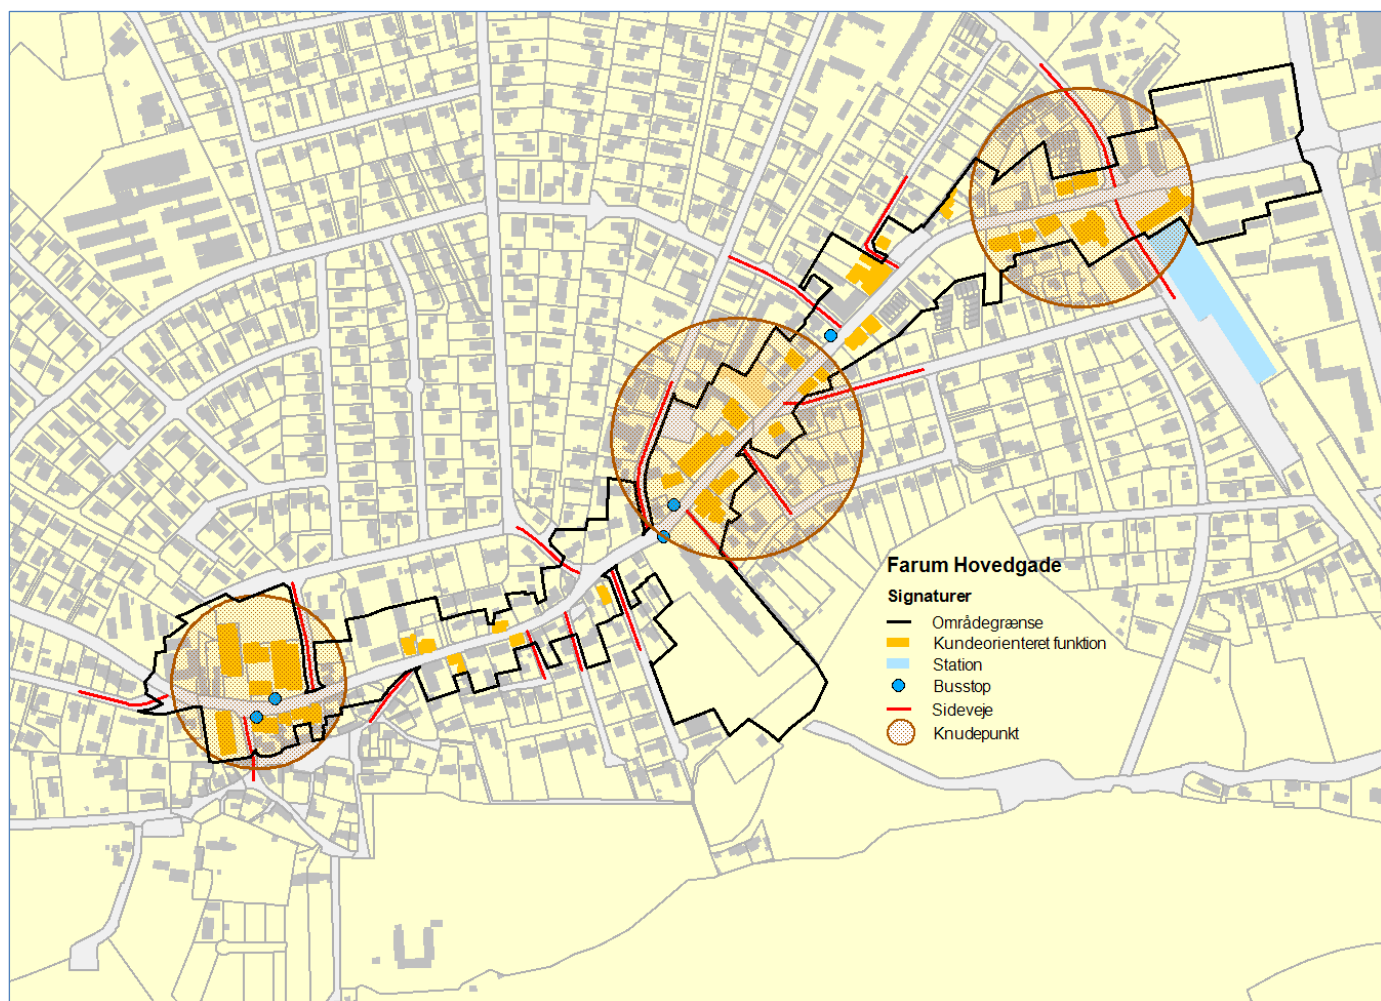 Farum Hovedgade
Signaturer
Områdegrænse
Kundeorienteret funktion
Station
Busstop
Sideveje
Knudepunkt